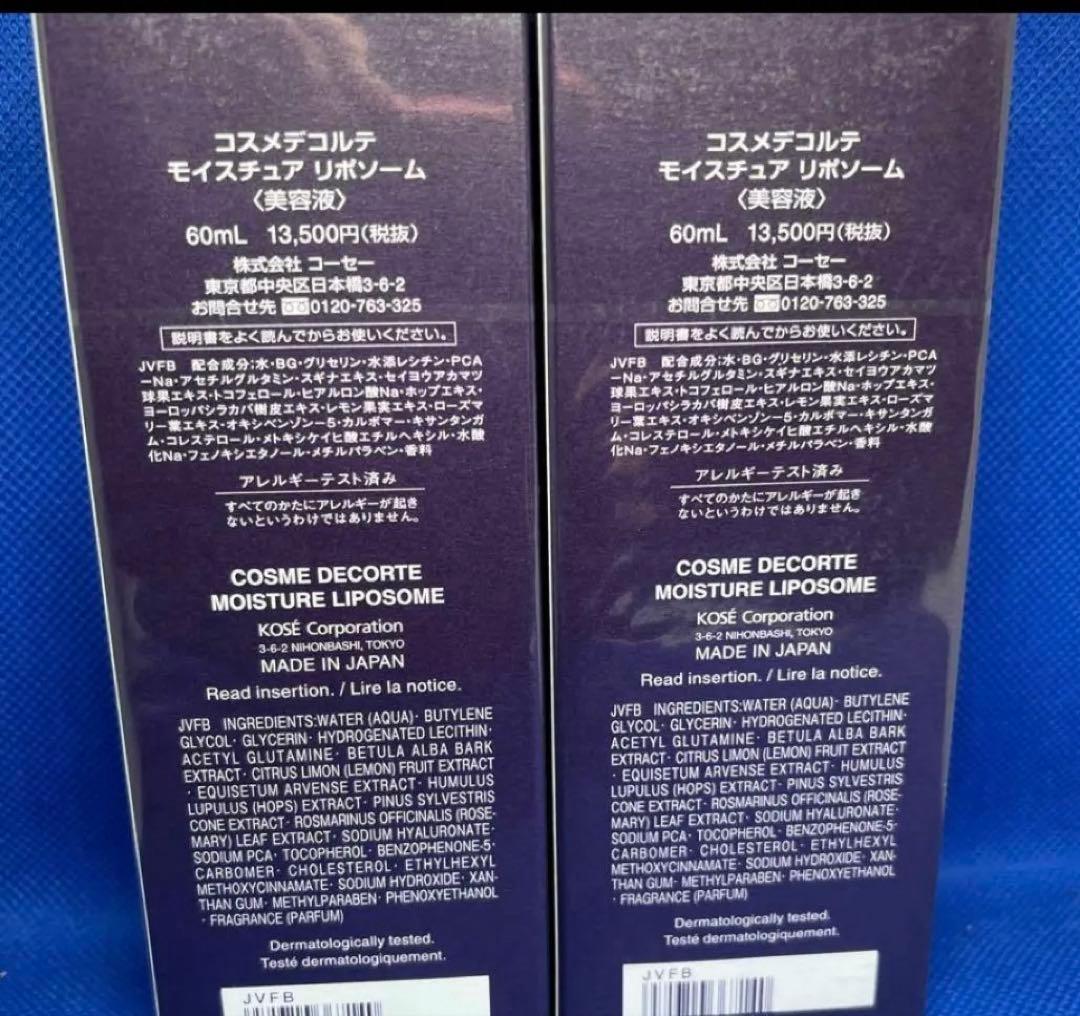 コスメデコルテ
モイスチュア リポソーム
〈美容液〉
60mL 13,500円(税抜)
株式会社 コーセー
東京都中央区日本橋3-6-2
お問合せ先 0120-763-325
説明書をよく読んでからお使いください。
JVFB 配合成分;水・BG・グリセリン・水添レシチン・PCA
ーNa・アセチルグルタミン・スギナエキス・セイヨウアカマツ
球果エキス・トコフェロール・ヒアルロン酸Na・ホップエキス・
ヨーロッパシラカバ樹皮エキス・レモン果実エキス・ローズマ
リー葉エキス・オキシベンゾンー5・カルボマー・キサンタンガ
ム・コレステロール・メトキシケイヒ酸エチルヘキシル・水酸
化Na・フェノキシエタノール・メチルパラベン・香料
アレルギーテスト済み
すべてのかたにアレルギーが起き
ないというわけではありません。
COSME DECORTE
MOISTURE LIPOSOME
KOSÉ Corporation
3-6-2 NIHONBASHI, TOKYO
MADE IN JAPAN
Read insertion. / Lire la notice.
JVFB INGREDIENTS:WATER (AQUA)· BUTYLENE
GLYCOL· GLYCERIN· HYDROGENATED LECITHIN·
ACETYL GLUTAMINE· BETULA ALBA BARK
EXTRACT· CITRUS LIMON (LEMON) FRUIT EXTRACT
· EQUISETUM ARVENSE EXTRACT· HUMULUS
LUPULUS (HOPS) EXTRACT· PINUS SYLVESTRIS
CONE EXTRACT· ROSMARINUS OFFICINALIS (ROSE-
MARY) LEAF EXTRACT· SODIUM HYALURONATE·
SODIUM PCA· TOCOPHEROL· BENZOPHENONE-5·
CARBOMER· CHOLESTEROL· ETHYLHEXYL
METHOXYCINNAMATE· SODIUM HYDROXIDE· XAN-
THAN GUM· METHYLPARABEN· PHENOXYETHANOL
· FRAGRANCE (PARFUM)
Dermatologically tested.
Testé dermatologiquement.
JVFB
コスメデコルテ
モイスチュア リポソーム
〈美容液〉
60mL 13,500円(税抜)
株式会社 コーセー
東京都中央区日本橋3-6-2
お問合せ先 0120-763-325
説明書をよく読んでからお使いください。
JVFB 配合成分;水・BG・グリセリン・水添レシチン・PCA
ーNa・アセチルグルタミン・スギナエキス・セイヨウアカマツ
球果エキス・トコフェロール・ヒアルロン酸Na・ホップエキス・
ヨーロッパシラカバ樹皮エキス・レモン果実エキス・ローズマ
リー葉エキス・オキシベンゾンー5・カルボマー・キサンタンガ
ム・コレステロール・メトキシケイヒ酸エチルヘキシル・水酸
化Na・フェノキシエタノール・メチルパラベン・香料
アレルギーテスト済み
すべてのかたにアレルギーが起き
ないというわけではありません。
COSME DECORTE
MOISTURE LIPOSOME
KOSÉ Corporation
3-6-2 NIHONBASHI, TOKYO
MADE IN JAPAN
Read insertion. / Lire la notice.
JVFB INGREDIENTS:WATER (AQUA)· BUTYLENE
GLYCOL· GLYCERIN· HYDROGENATED LECITHIN·
ACETYL GLUTAMINE· BETULA ALBA BARK
EXTRACT· CITRUS LIMON (LEMON) FRUIT EXTRACT
· EQUISETUM ARVENSE EXTRACT· HUMULUS
LUPULUS (HOPS) EXTRACT· PINUS SYLVESTRIS
CONE EXTRACT· ROSMARINUS OFFICINALIS (ROSE-
MARY) LEAF EXTRACT· SODIUM HYALURONATE·
SODIUM PCA· TOCOPHEROL· BENZOPHENONE-5·
CARBOMER· CHOLESTEROL· ETHYLHEXYL
METHOXYCINNAMATE· SODIUM HYDROXIDE· XAN-
THAN GUM· METHYLPARABEN· PHENOXYETHANOL
· FRAGRANCE (PARFUM)
Dermatologically tested.
Testé dermatologiquement.
JVFB